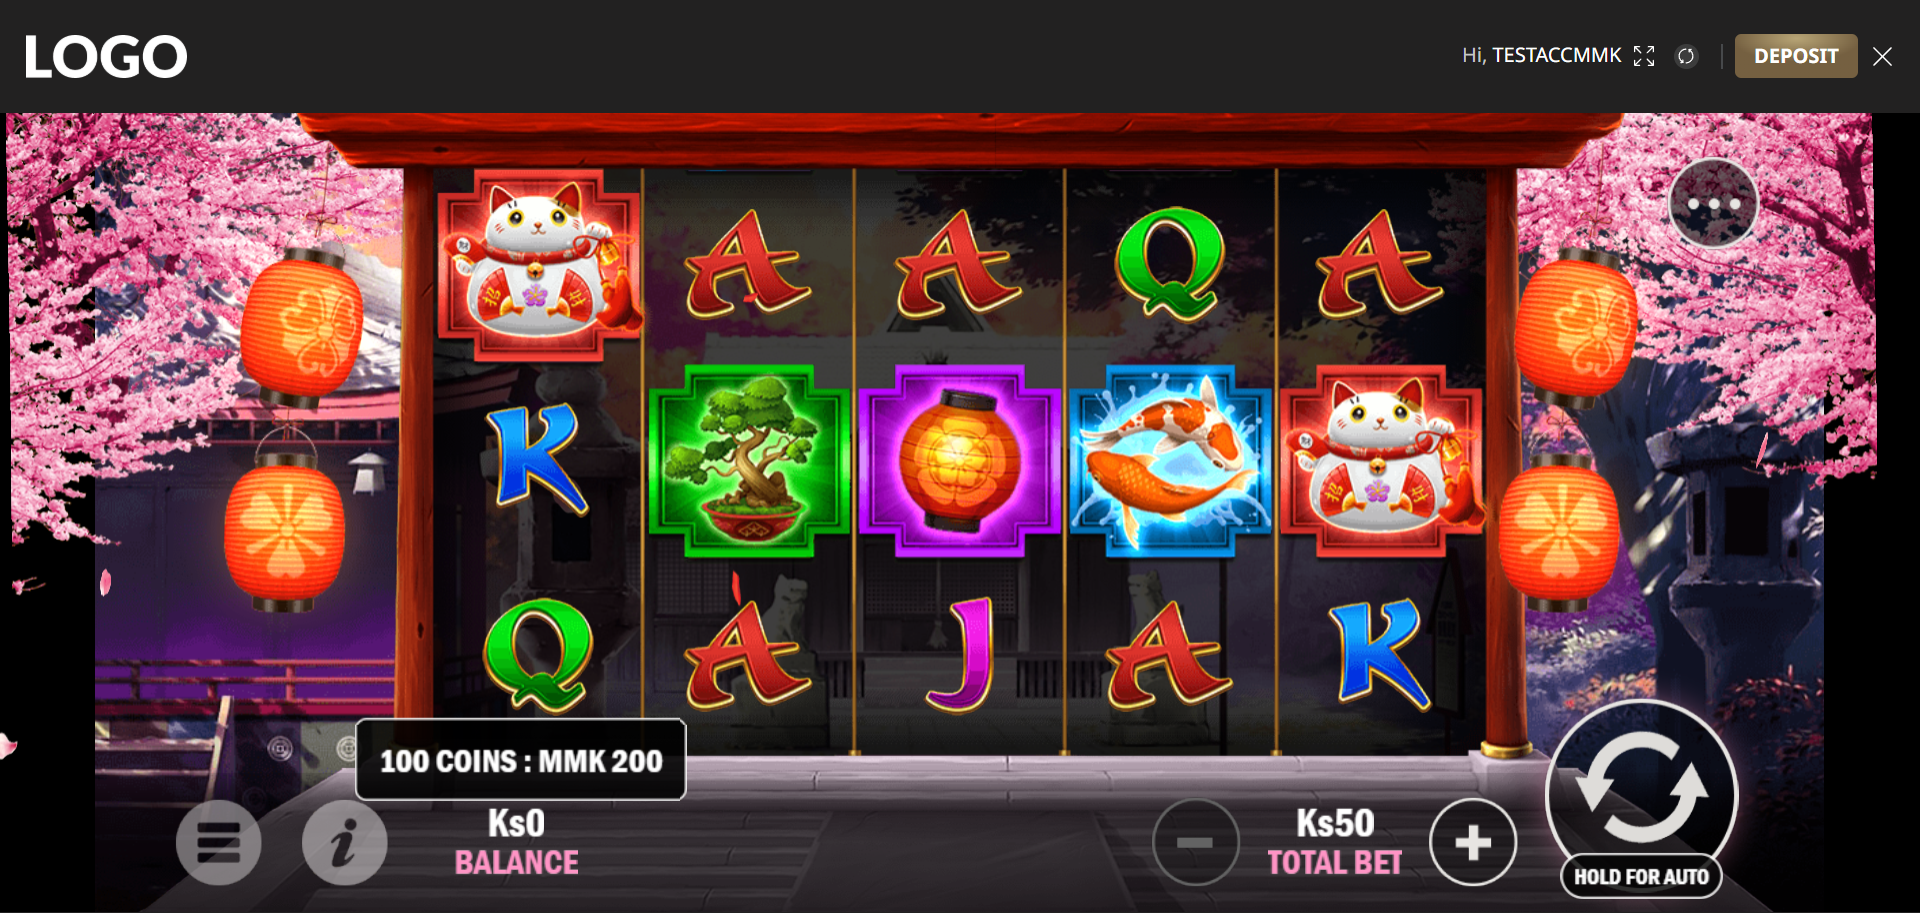 LOGO
Hi, TESTACCMMK
DEPOSIT
A
A
Q
A
K
Q
A
J
A
K
100 COINS : MMK 200
Ks0
BALANCE
Ks50
TOTAL BET
HOLD FOR AUTO